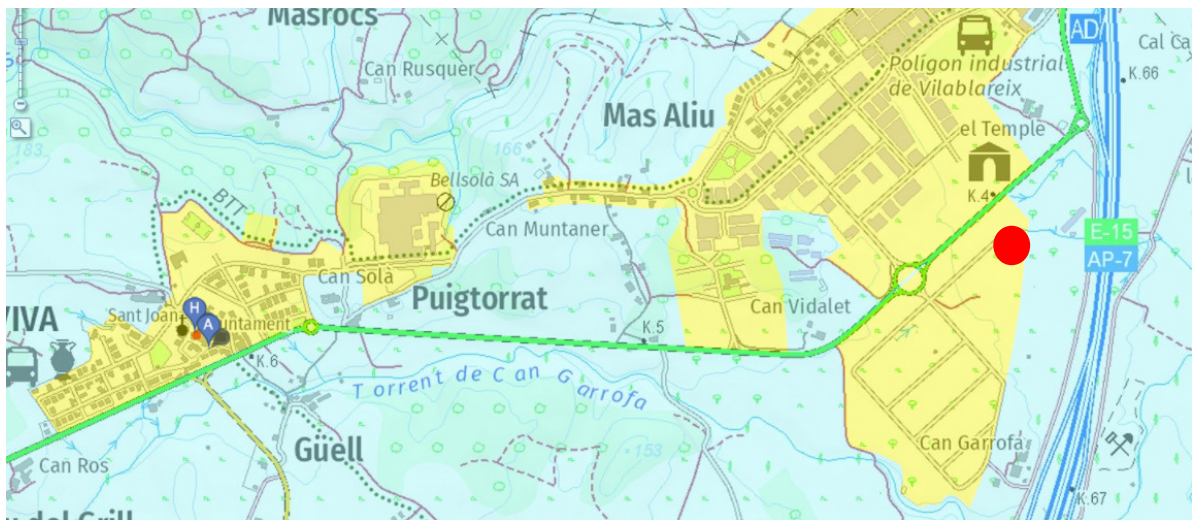 Masrocs
AD
Cal Ca
Can Rusquer
Polígon industrial
de Vilablareix
K.66
Mas Aliu
el Temple
183
166
Bellsolà SA
K.4
BTT
Can Muntaner
E-15
AP-7
Can Solà
Puigtorrat
Can Vidalet
VIVA
Sant Joan
H
A
untament
K.5
K.6
Torrent de Can Garrofa
Güell
153
Can Garrofa
Can Ros
K.67